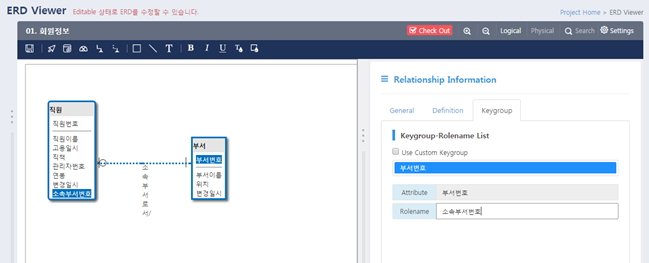 ERD Viewer
Editable 상태로 ERD를 수정할 수 있습니다.
Project Home > ERD Viewer
01. 회원정보
Check Out
Logical
Physical
Search
Settings
T
B
I
U
직원
직원번호
직원이름
고용일시
직책
관리자번호
연봉
변경일시
소속부서번호
소속부서로서/
부서
부서번호
부서이름
위치
변경일시
Relationship Information
General
Definition
Keygroup
Keygroup-Rolename List
Use Custom Keygroup
부서번호
Attribute 부서번호
Rolename 소속부서번호